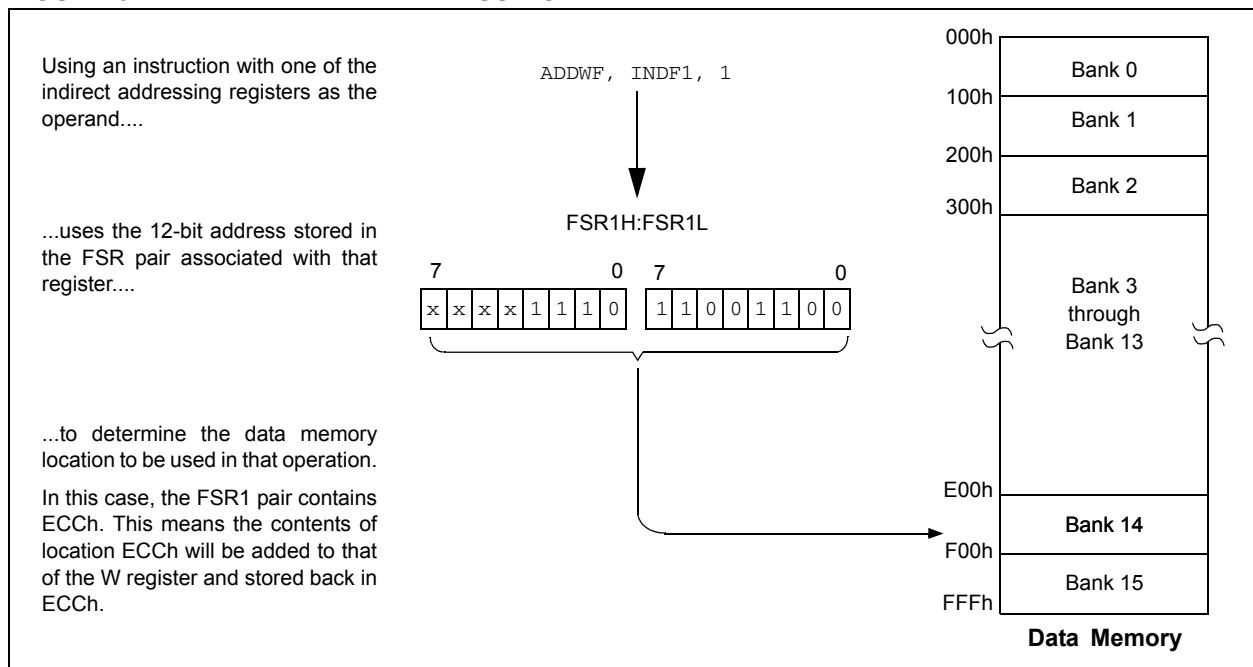 Using an instruction with one of the
indirect addressing registers as the
operand....
ADDWF, INDF1, 1
...uses the 12-bit address stored in
the FSR pair associated with that
register....
FSR1H:FSR1L
7 0 7 0
x x x x 1 1 1 0 1 1 0 0 1 1 0 0
...to determine the data memory
location to be used in that operation.
In this case, the FSR1 pair contains
ECCh. This means the contents of
location ECCh will be added to that
of the W register and stored back in
ECCh.
000h
Bank 0
100h
Bank 1
200h
Bank 2
300h
Bank 3
through
Bank 13
E00h
Bank 14
F00h
Bank 15
FFFh
Data Memory